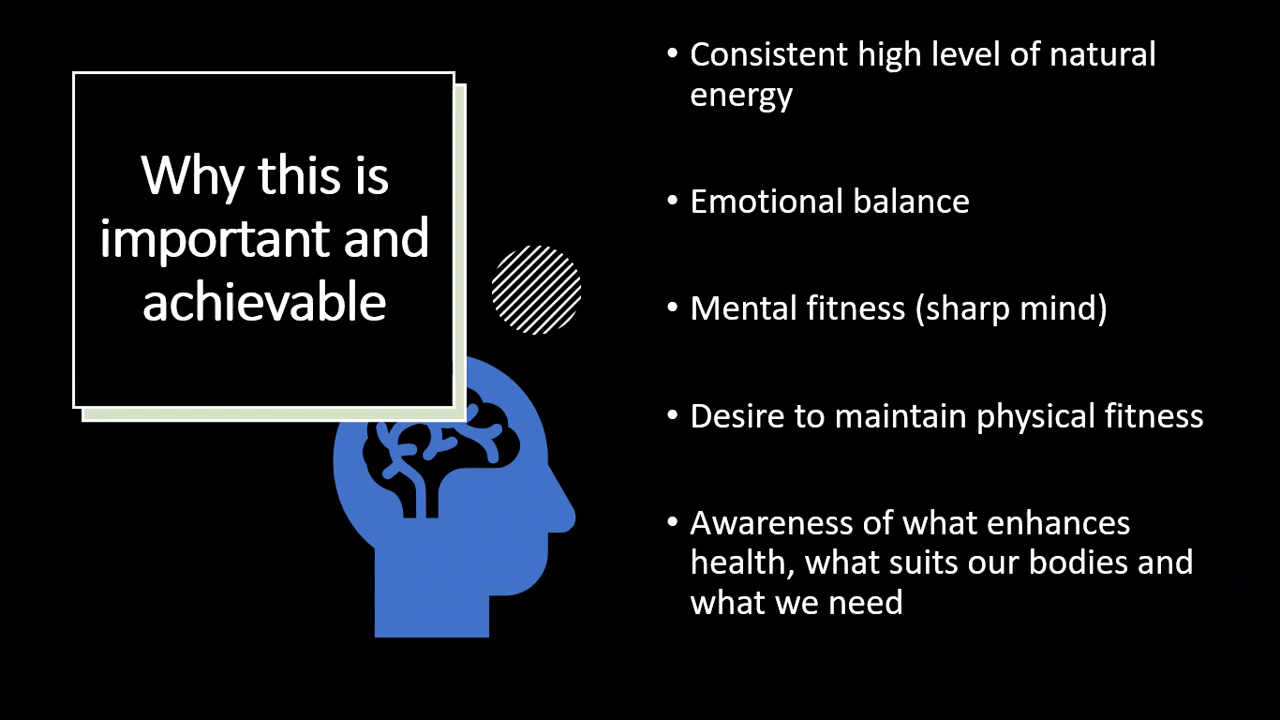 Why this is
important and
achievable
• Consistent high level of natural
energy
• Emotional balance
• Mental fitness (sharp mind)
• Desire to maintain physical fitness
• Awareness of what enhances
health, what suits our bodies and
what we need